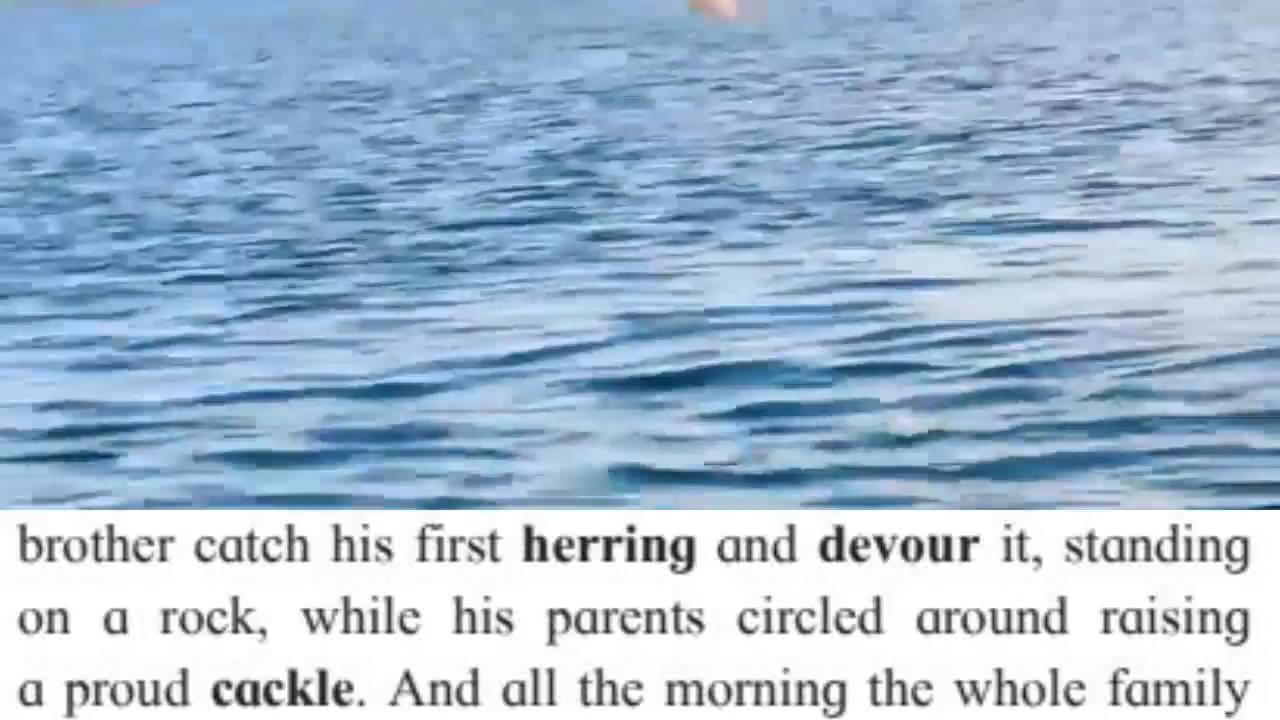 brother catch his first herring and devour it, standing
on a rock, while his parents circled around raising
a proud cackle. And all the morning the whole family